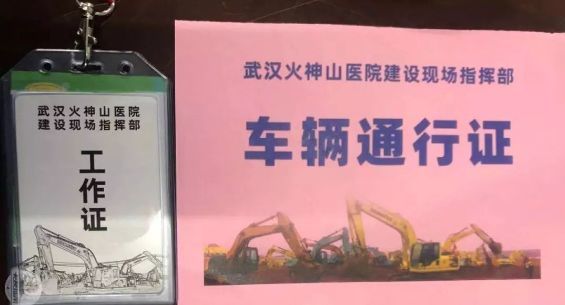 武汉火神山医院
建设现场指挥部
工作证
武汉火神山医院建设现场指挥部
车辆通行证